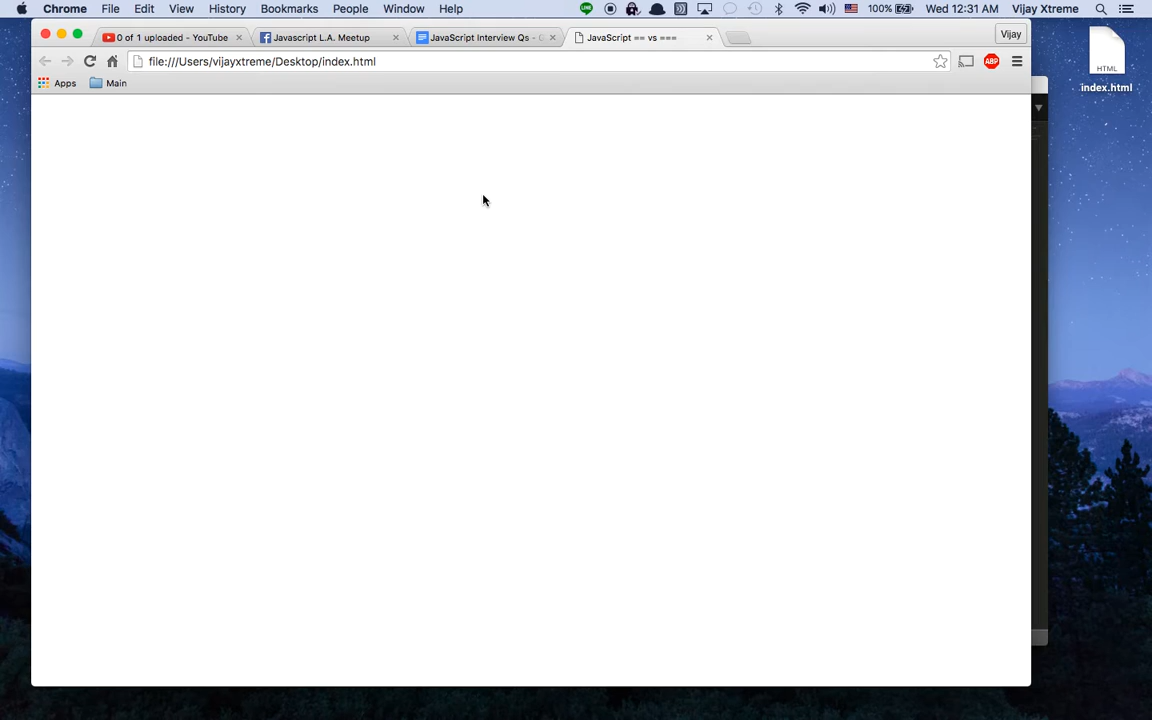 Chrome File Edit View History Bookmarks People Window Help 100% Wed 12:31 AM Vijay Xtreme
0 of 1 uploaded - YouTube Javascript L.A. Meetup JavaScript Interview Qs - G JavaScript == vs === Vijay
file:///Users/vijayxtreme/Desktop/index.html ABP
Apps Main
HTML
index.html